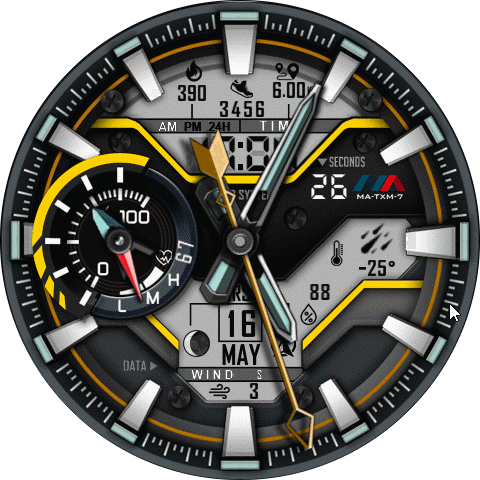 390
6.00
3456
AM PM 24H
TIM
SECONDS
26
MA-TXM-7
100
0
L M H
67
-25°
88
%
16
MAY
DATA
WIND S
3